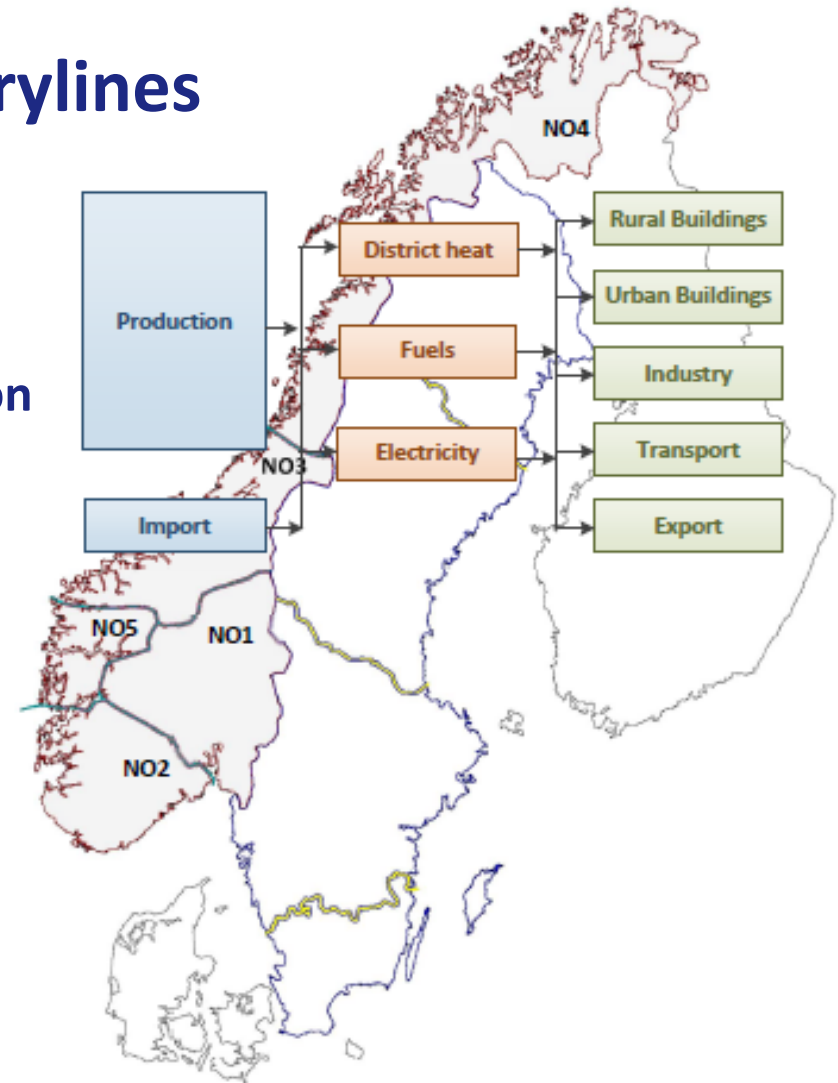 rylines
NO4
Rural Buildings
District heat
Urban Buildings
Production
Fuels
Industry
on
Electricity
Transport
NO3
Import
Export
NO5
NO1
NO2